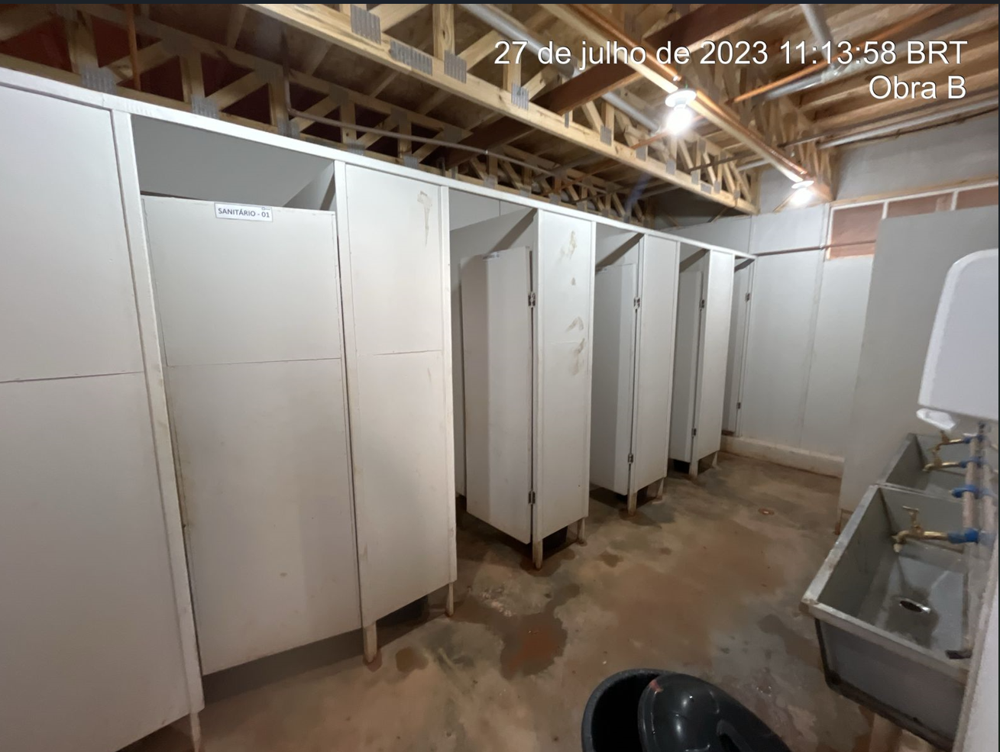 27 de julho de 2023 11:13:58 BRT
Obra B
SANITÁRIO - 01